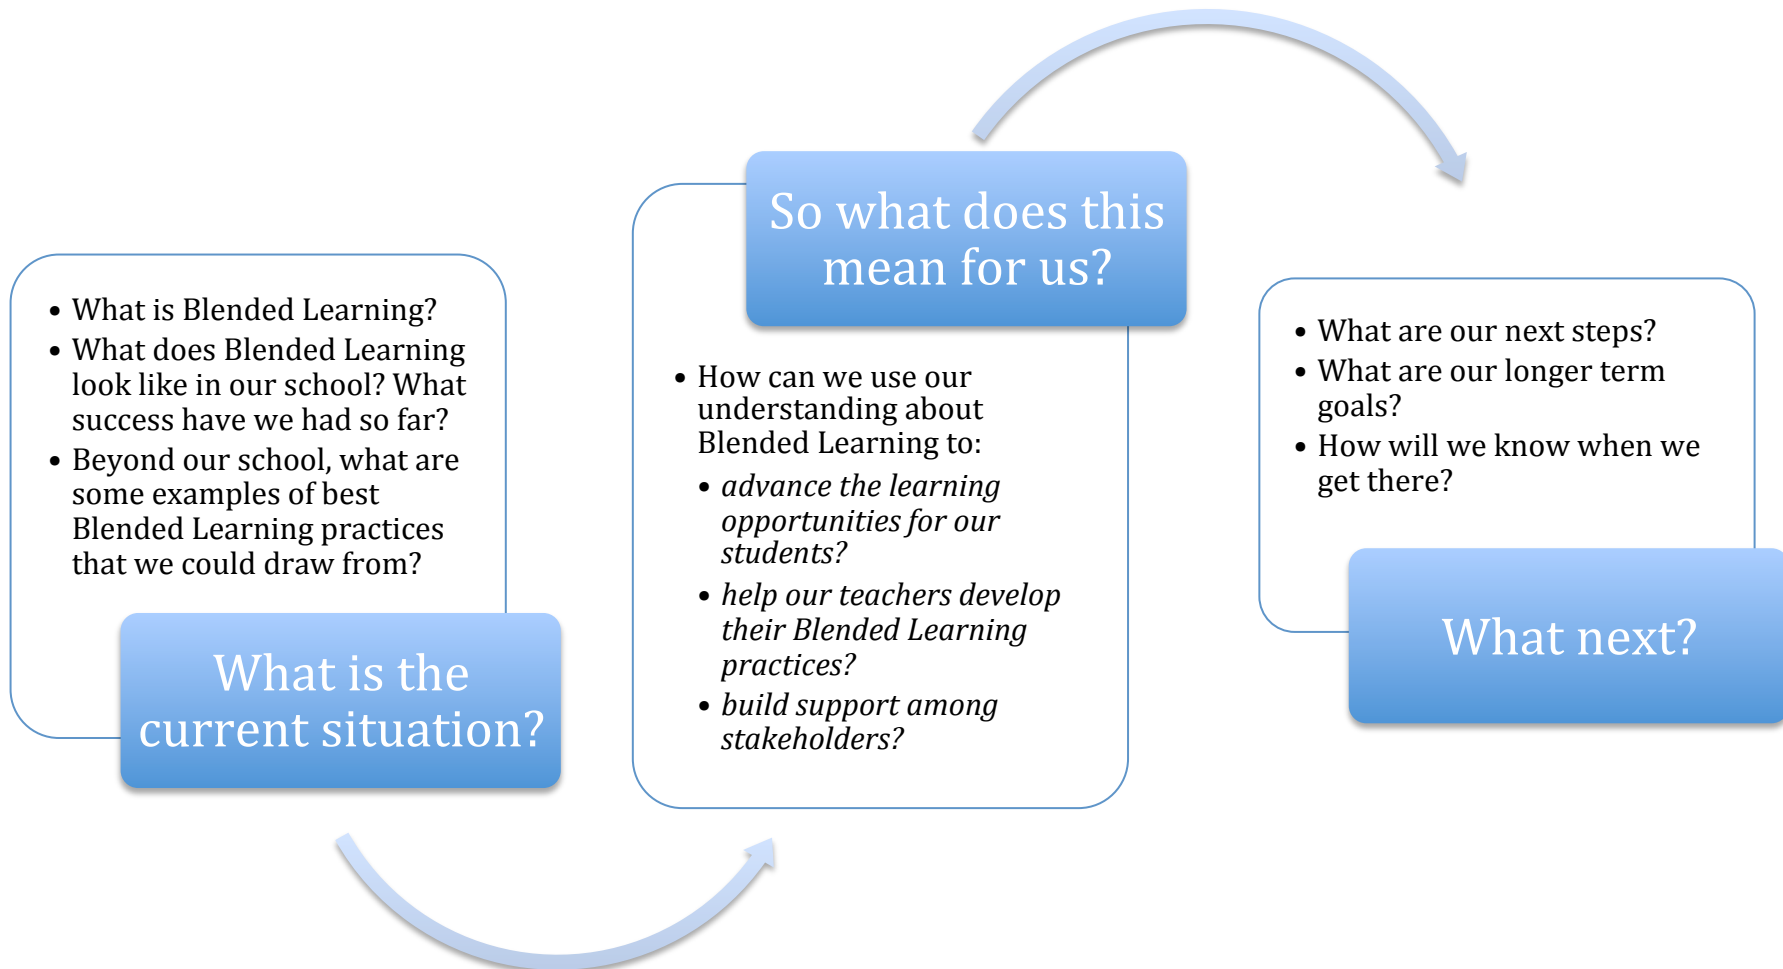 • What is Blended Learning?
• What does Blended Learning
look like in our school? What
success have we had so far?
• Beyond our school, what are
some examples of best
Blended Learning practices
that we could draw from?
What is the
current situation?
So what does this
mean for us?
• How can we use our
understanding about
Blended Learning to:
• advance the learning
opportunities for our
students?
• help our teachers develop
their Blended Learning
practices?
• build support among
stakeholders?
• What are our next steps?
• What are our longer term
goals?
• How will we know when we
get there?
What next?